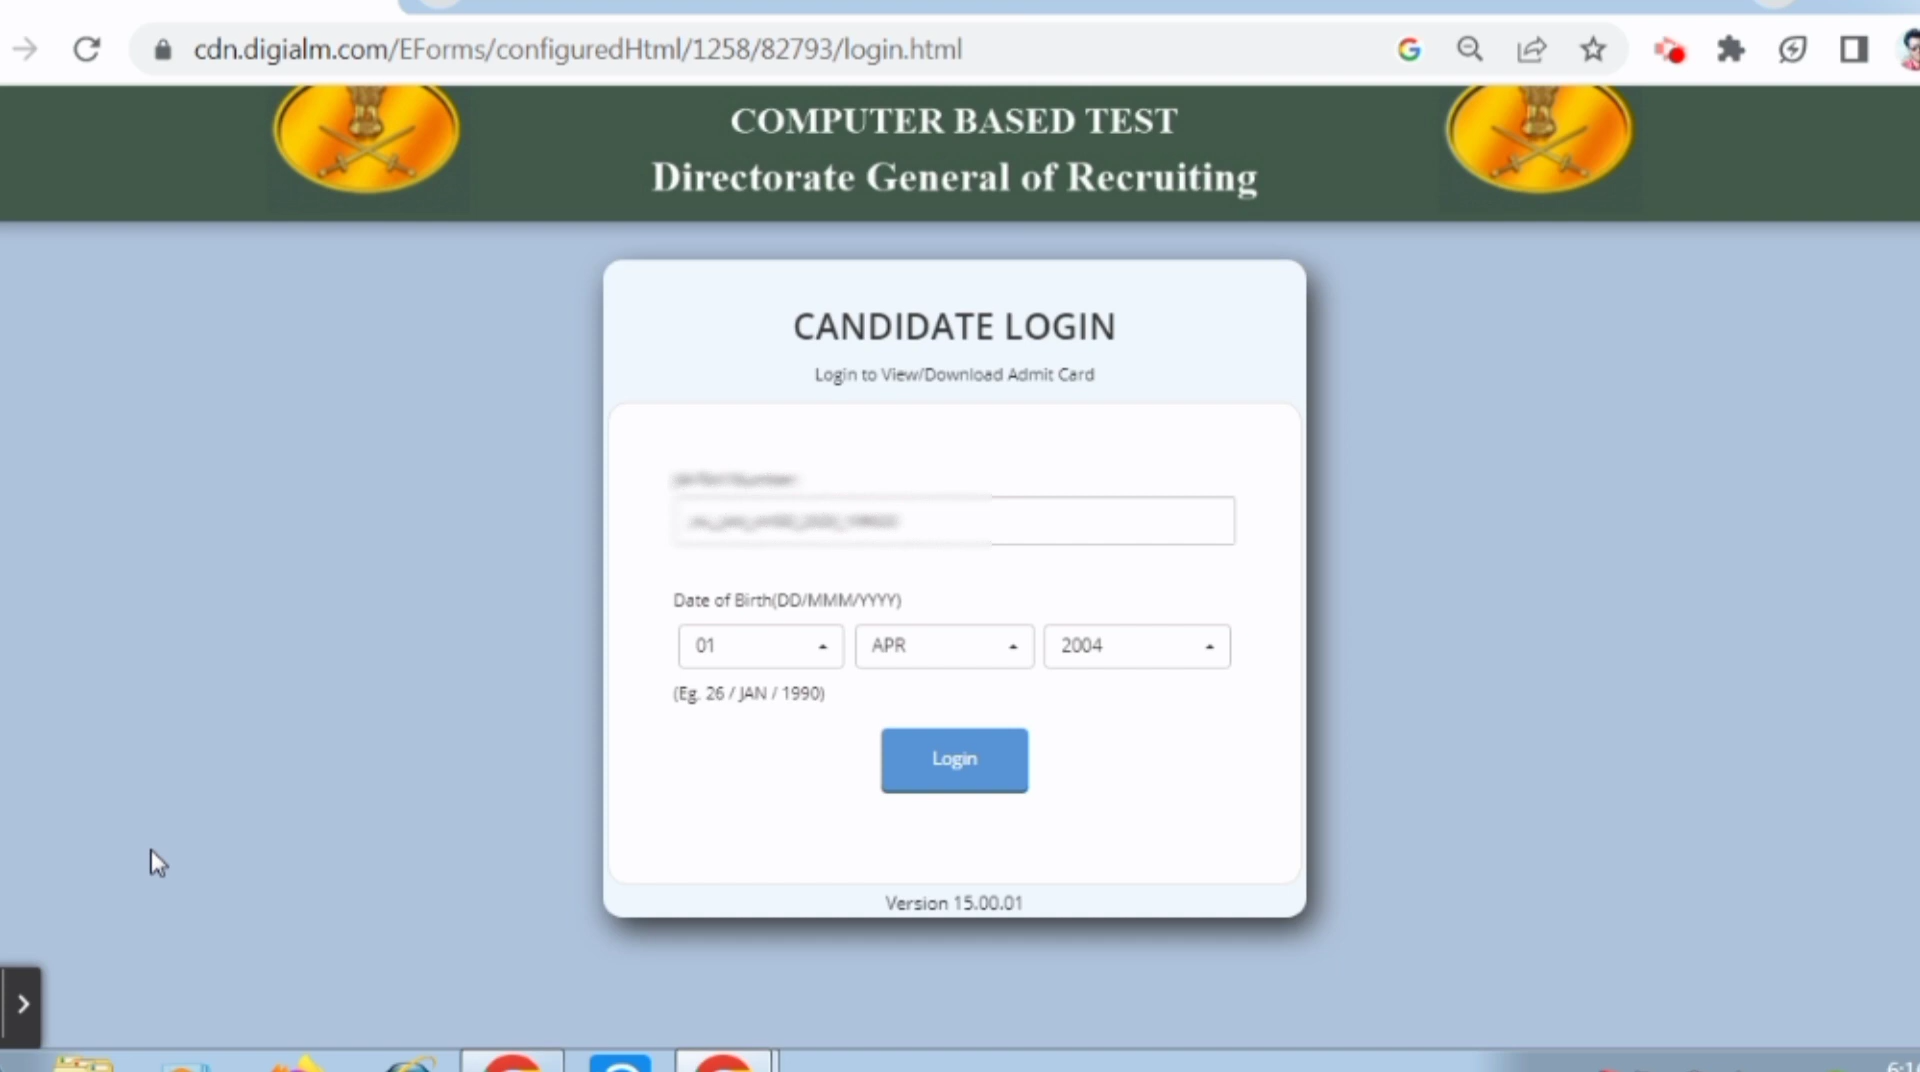 cdn.digialm.com/EForms/configuredHtml/1258/82793/login.html
COMPUTER BASED TEST
Directorate General of Recruiting
CANDIDATE LOGIN
Login to View/Download Admit Card
Date of Birth(DD/MMM/YYYY)
01 APR 2004
(Eg. 26 / JAN / 1990)
Login
Version 15.00.01